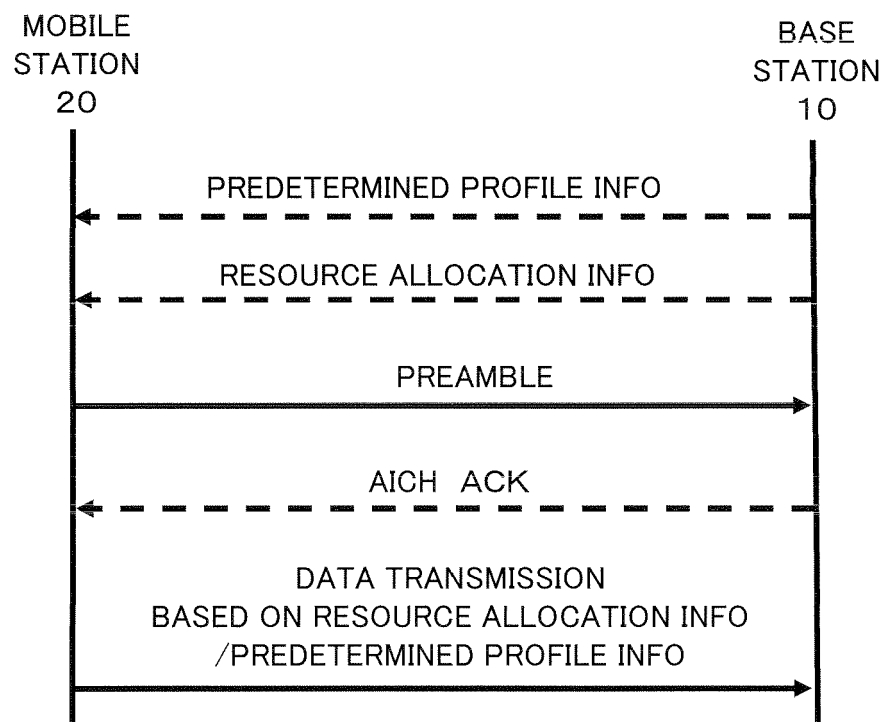 MOBILE
STATION
20
BASE
STATION
10
PREDETERMINED PROFILE INFO
RESOURCE ALLOCATION INFO
PREAMBLE
AICH ACK
DATA TRANSMISSION
BASED ON RESOURCE ALLOCATION INFO
/PREDETERMINED PROFILE INFO